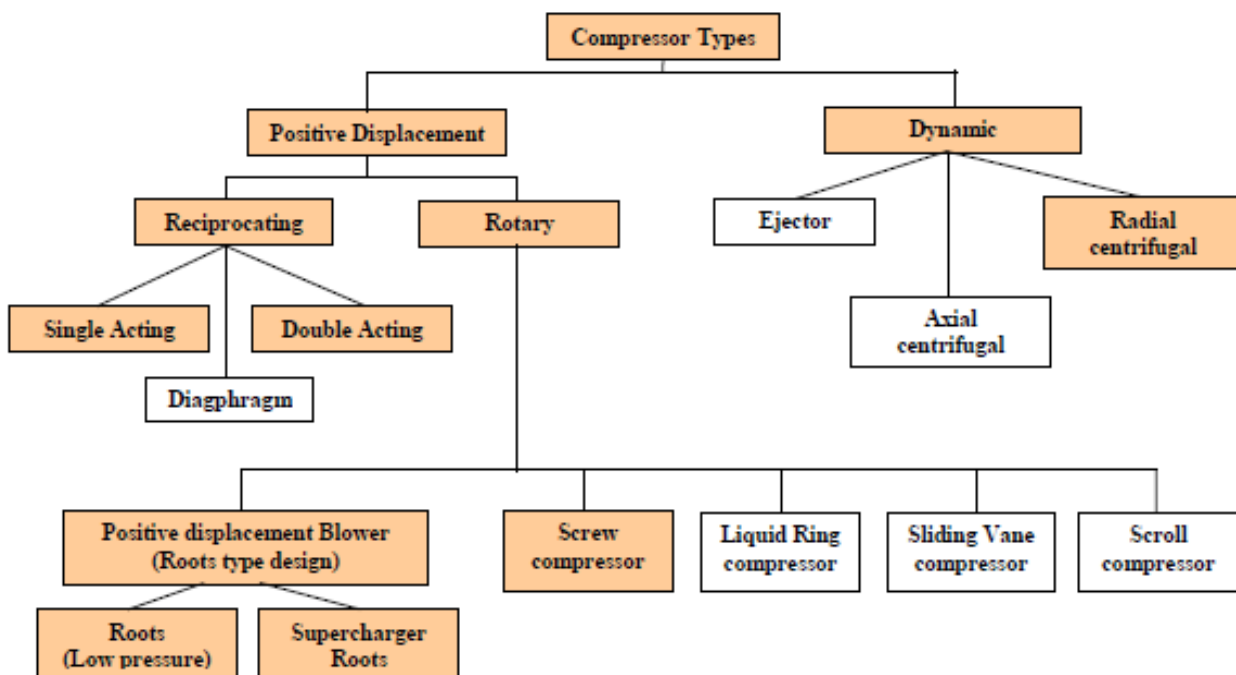 Compressor Types
Positive Displacement
Dynamic
Reciprocating
Rotary
Ejector
Radial
centrifugal
Single Acting
Double Acting
Axial
centrifugal
Diagphragm
Positive displacement Blower
(Roots type design)
Screw
compressor
Liquid Ring
compressor
Sliding Vane
compressor
Scroll
compressor
Roots
(Low pressure)
Supercharger
Roots